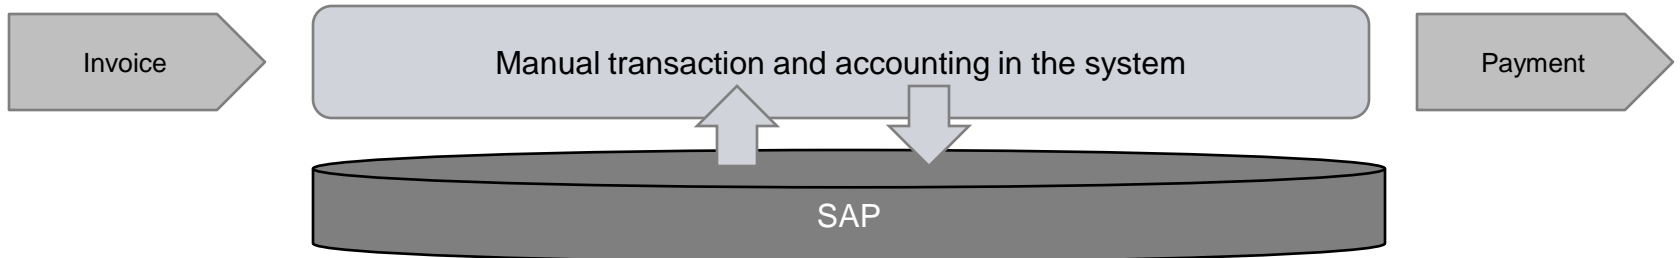 Invoice
Manual transaction and accounting in the system
Payment
SAP